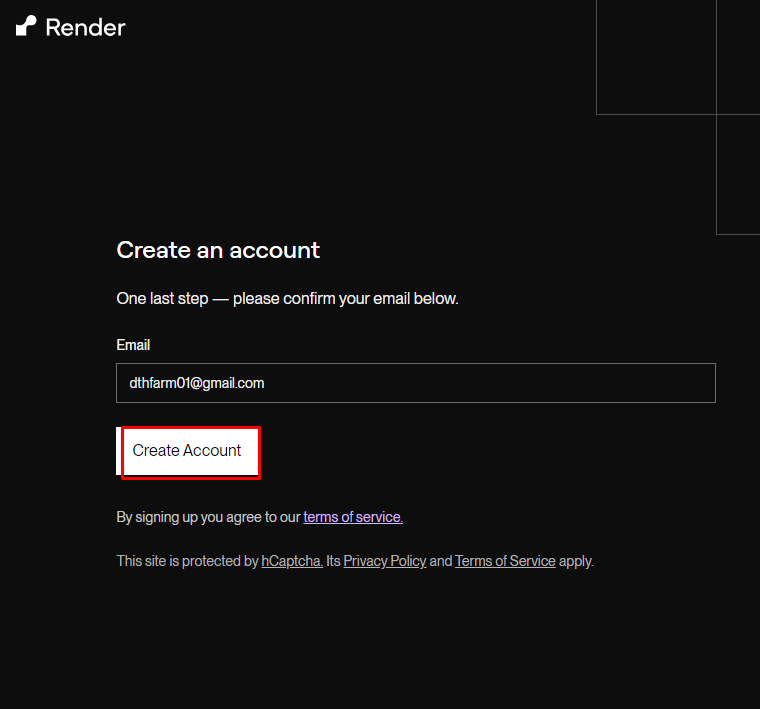 Render
Create an account
One last step — please confirm your email below.
Email
dthfarm01@gmail.com
Create Account
By signing up you agree to our terms of service.
This site is protected by hCaptcha. Its Privacy Policy and Terms of Service apply.